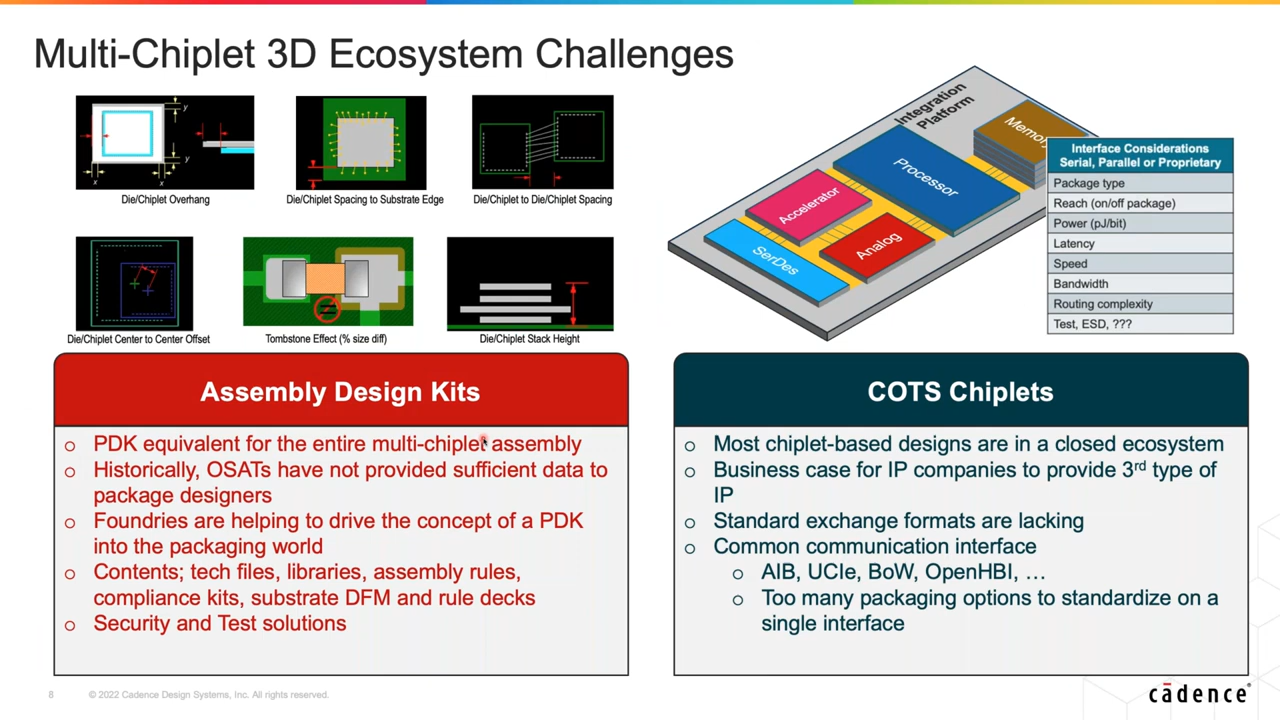 Multi-Chiplet 3D Ecosystem Challenges
y
y
x
x
Die/Chiplet Overhang
Die/Chiplet Spacing to Substrate Edge
Die/Chiplet to Die/Chiplet Spacing
Die/Chiplet Center to Center Offset
Tombstone Effect (% size diff)
Die/Chiplet Stack Height
Integration
Platform
Memory
Processor
Accelerator
Analog
SerDes
Interface Considerations
Serial, Parallel or Proprietary
Package type
Reach (on/off package)
Power (pJ/bit)
Latency
Speed
Bandwidth
Routing complexity
Test, ESD, ???
Assembly Design Kits
o PDK equivalent for the entire multi-chiplet assembly
o Historically, OSATs have not provided sufficient data to
package designers
o Foundries are helping to drive the concept of a PDK
into the packaging world
o Contents; tech files, libraries, assembly rules,
compliance kits, substrate DFM and rule decks
o Security and Test solutions
COTS Chiplets
o Most chiplet-based designs are in a closed ecosystem
o Business case for IP companies to provide 3rd type of
IP
o Standard exchange formats are lacking
o Common communication interface
o AIB, UCIe, BoW, OpenHBI, …
o Too many packaging options to standardize on a
single interface
8
© 2022 Cadence Design Systems, Inc. All rights reserved.
cādence®